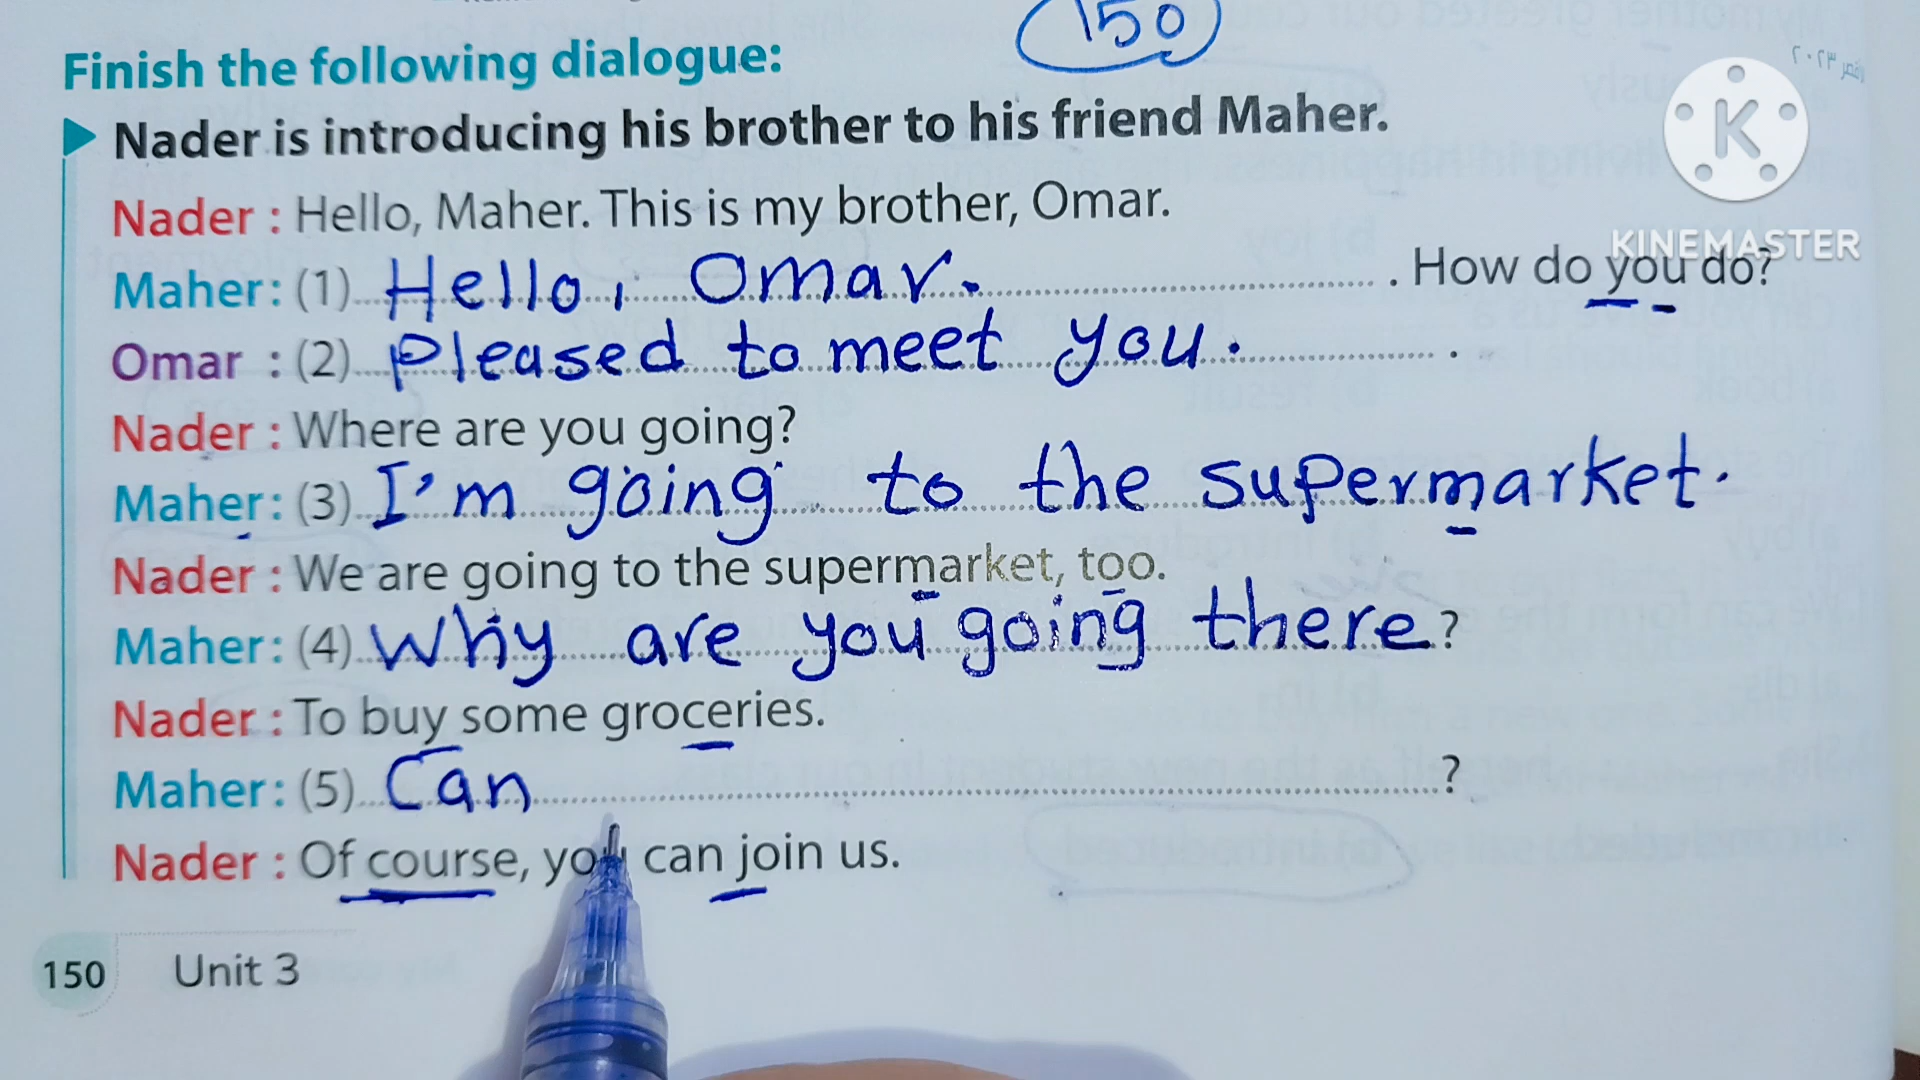 150
Finish the following dialogue:
Nader is introducing his brother to his friend Maher.
KINEMASTER
Nader : Hello, Maher. This is my brother, Omar.
Maher: (1) Hello, Omar. . How do you do?
Omar : (2) Pleased to meet you. .
Nader : Where are you going?
Maher: (3) I'm going to the supermarket.
Nader : We are going to the supermarket, too.
Maher: (4) Why are you going there ?
Nader : To buy some groceries.
Maher: (5) Can ?
Nader : Of course, you can join us.
150 Unit 3